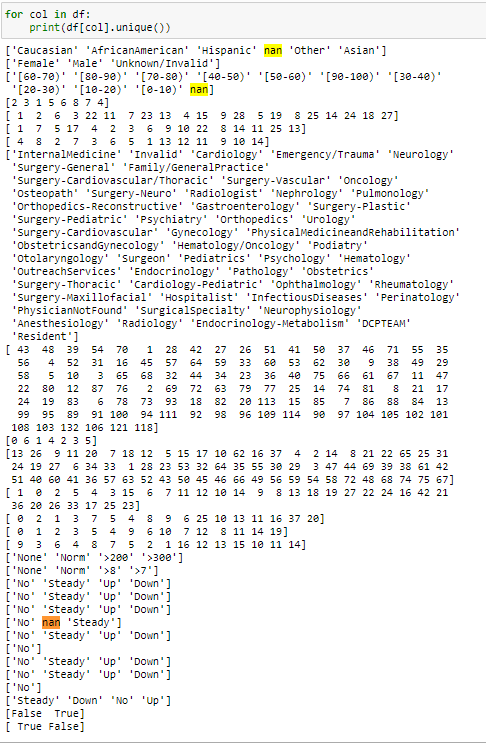 for col in df:
    print(df[col].unique())
['Caucasian' 'AfricanAmerican' 'Hispanic' nan 'Other' 'Asian']
['Female' 'Male' 'Unknown/Invalid']
['[60-70)' '[80-90)' '[70-80)' '[40-50)' '[50-60)' '[90-100)' '[30-40)'
 '[20-30)' '[10-20)' '[0-10)' nan]
[2 3 1 5 6 8 7 4]
[ 1  2  6  3 22 11  7 23 13  4 15  9 28  5 19  8 25 14 24 18 27]
[ 1  7  5 17  4  2  3  6  9 10 22  8 14 11 25 13]
[ 4  8  2  7  3  6  5  1 13 12 11  9 10 14]
['InternalMedicine' 'Invalid' 'Cardiology' 'Emergency/Trauma' 'Neurology'
 'Surgery-General' 'Family/GeneralPractice'
 'Surgery-Cardiovascular/Thoracic' 'Surgery-Vascular' 'Oncology'
 'Osteopath' 'Surgery-Neuro' 'Radiologist' 'Nephrology' 'Pulmonology'
 'Orthopedics-Reconstructive' 'Gastroenterology' 'Surgery-Plastic'
 'Surgery-Pediatric' 'Psychiatry' 'Orthopedics' 'Urology'
 'Surgery-Cardiovascular' 'Gynecology' 'PhysicalMedicineandRehabilitation'
 'ObstetricsandGynecology' 'Hematology/Oncology' 'Podiatry'
 'Otolaryngology' 'Surgeon' 'Pediatrics' 'Psychology' 'Hematology'
 'OutreachServices' 'Endocrinology' 'Pathology' 'Obstetrics'
 'Surgery-Thoracic' 'Cardiology-Pediatric' 'Ophthalmology' 'Rheumatology'
 'Surgery-Maxillofacial' 'Hospitalist' 'InfectiousDiseases' 'Perinatology'
 'PhysicianNotFound' 'SurgicalSpecialty' 'Neurophysiology'
 'Anesthesiology' 'Radiology' 'Endocrinology-Metabolism' 'DCPTEAM'
 'Resident']
[ 43  48  39  54  70   1  28  42  27  26  51  41  50  37  46  71  55  35
  56   4  52  31  16  45  57  64  59  33  60  53  62  30   9  38  49  29
  58   5  10   3  65  68  32  44  34  23  36  40  75  66  61  67  11  47
  22  80  12  87  76   2  69  72  63  79  77  25  14  74  81   8  21  17
  24  19  83   6  78  73  93  18  82  20 113  15  85   7  86  88  84  13
  99  95  89  91 100  94 111  92  98  96 109 114  90  97 104 105 102 101
 108 103 132 106 121 118]
[0 6 1 4 2 3 5]
[13 26  9 11 20  7 18 12  5 15 17 10 62 16 37  4  2 14  8 21 22 65 25 31
 24 19 27  6 34 33  1 28 23 53 32 64 35 55 30 29  3 47 44 69 39 38 61 42
 51 40 60 41 36 57 63 52 43 50 45 46 66 49 56 59 54 58 72 48 68 74 75 67]
[ 1  0  2  5  4  3 15  6  7 11 12 10 14  9  8 13 18 19 27 22 24 16 42 21
 36 20 26 33 17 25 23]
[ 0  2  1  3  7  5  4  8  9  6 25 10 13 11 16 37 20]
[ 0  1  2  3  5  4  9  6 10  7 12  8 11 14 19]
[ 9  3  6  4  8  7  5  2  1 16 12 13 15 10 11 14]
['None' 'Norm' '>200' '>300']
['None' 'Norm' '>8' '>7']
['No' 'Steady' 'Up' 'Down']
['No' 'Steady' 'Up' 'Down']
['No' 'Steady' 'Up' 'Down']
['No' nan 'Steady']
['No' 'Steady' 'Up' 'Down']
['No']
['No' 'Steady' 'Up' 'Down']
['No' 'Steady' 'Up' 'Down']
['No']
['Steady' 'Down' 'No' 'Up']
[False  True]
[ True False]